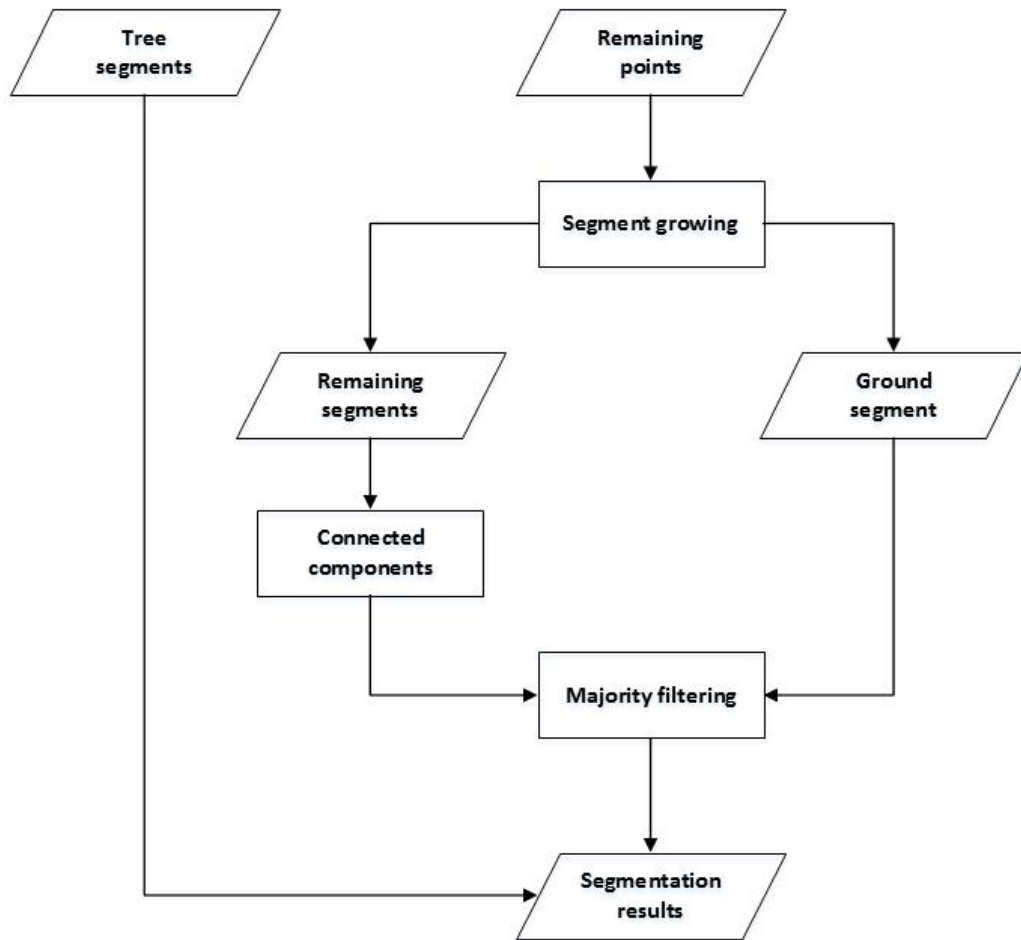 Tree
segments
Remaining
points
Segment growing
Remaining
segments
Ground
segment
Connected
components
Majority filtering
Segmentation
results